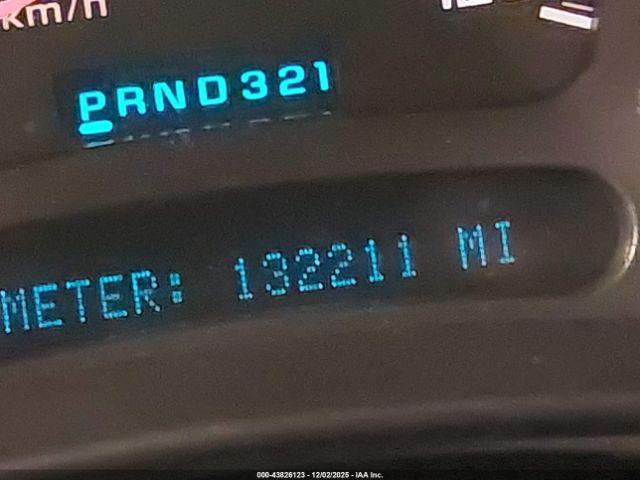 km/h
PRND321
METER: 132211 MI
000-43826123 - 12/02/2025 - IAA Inc.